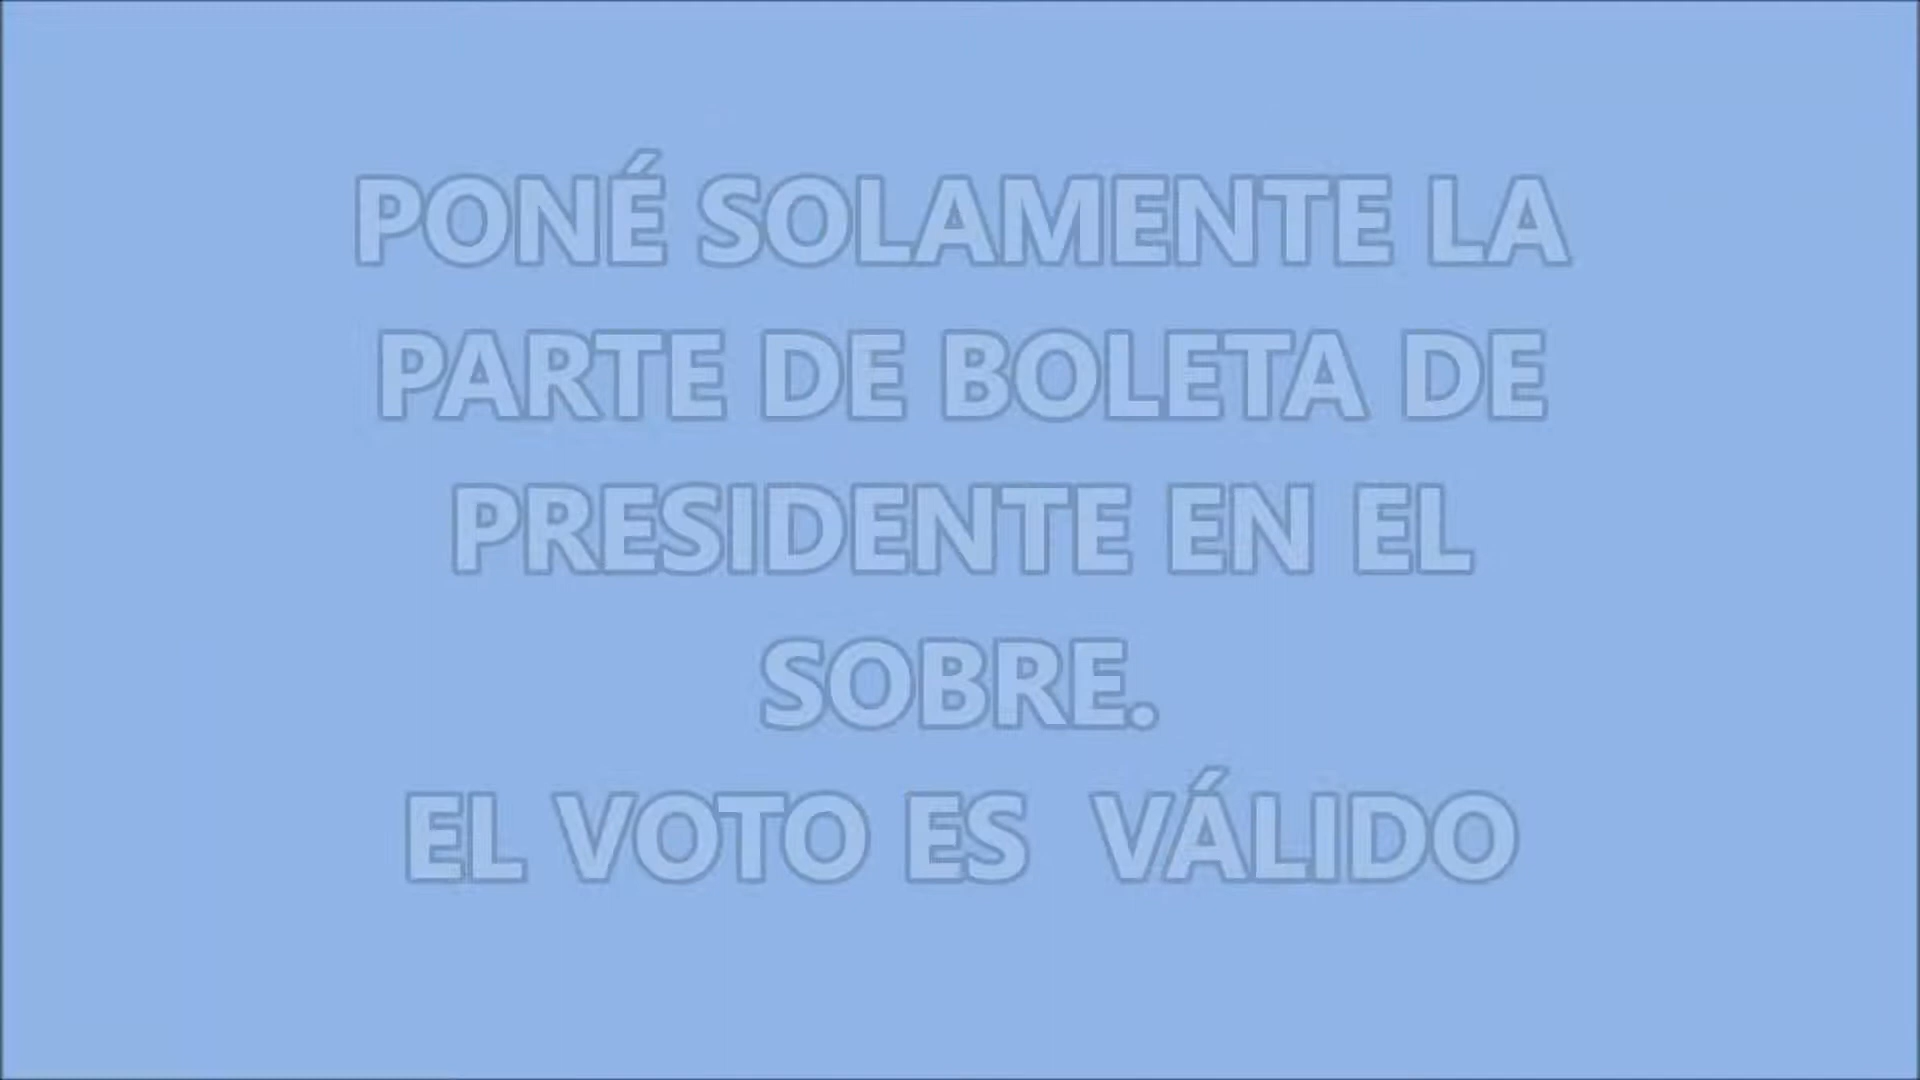 PONÉ SOLAMENTE LA
PARTE DE BOLETA DE
PRESIDENTE EN EL
SOBRE.
EL VOTO ES VÁLIDO